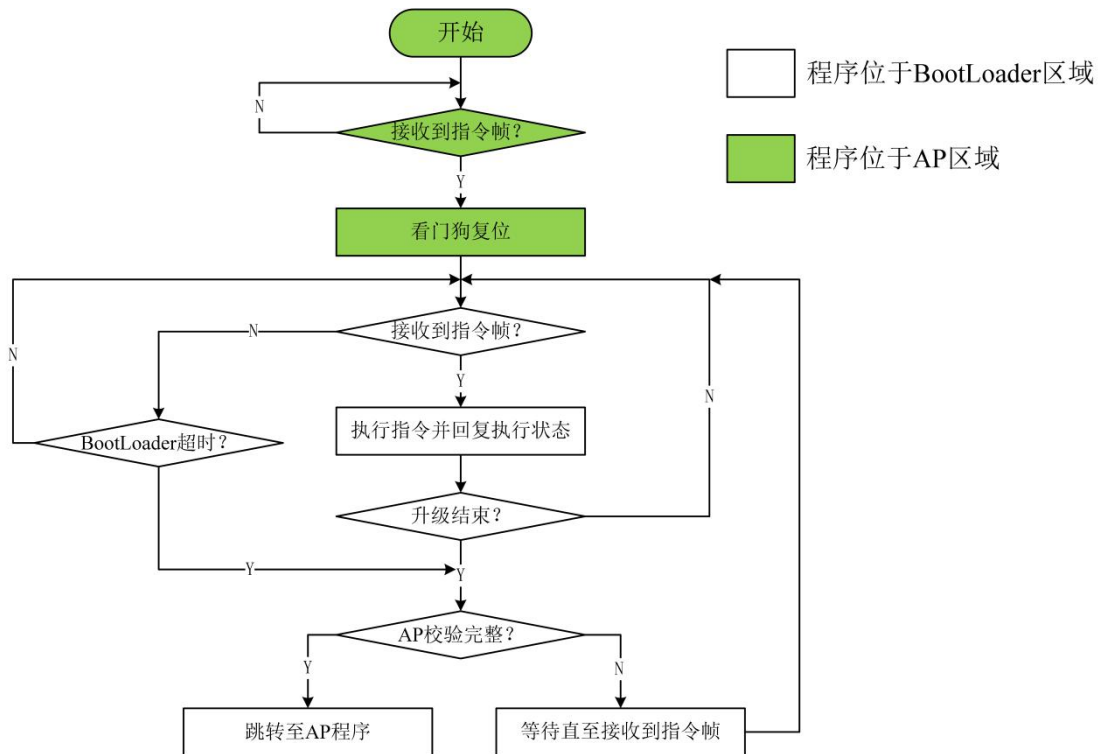 开始
程序位于BootLoader区域
N
接收到指令帧?
程序位于AP区域
Y
看门狗复位
接收到指令帧?
N
N
Y
N
执行指令并回复执行状态
BootLoader超时?
升级结束?
Y
Y
AP校验完整?
Y
N
跳转至AP程序
等待直至接收到指令帧